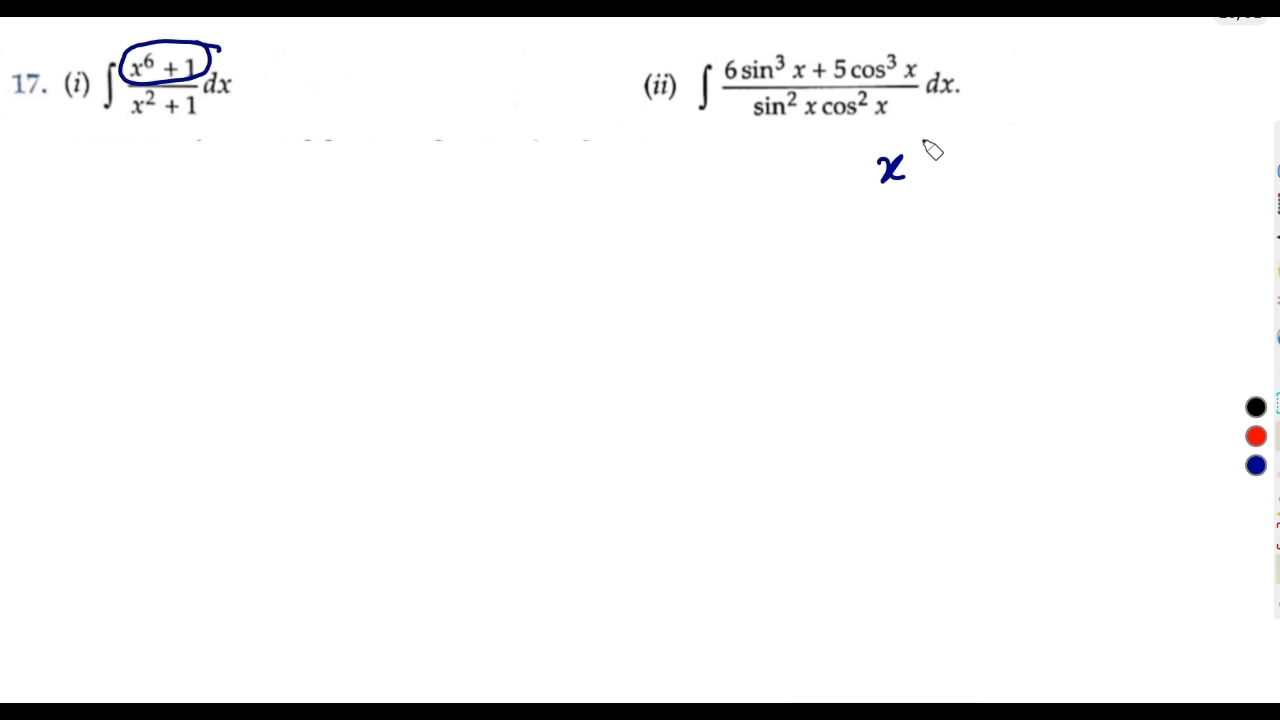 17. (i) ∫ (x⁶ + 1)/(x² + 1) dx
(ii) ∫ (6 sin³ x + 5 cos³ x)/(sin² x cos² x) dx.
x